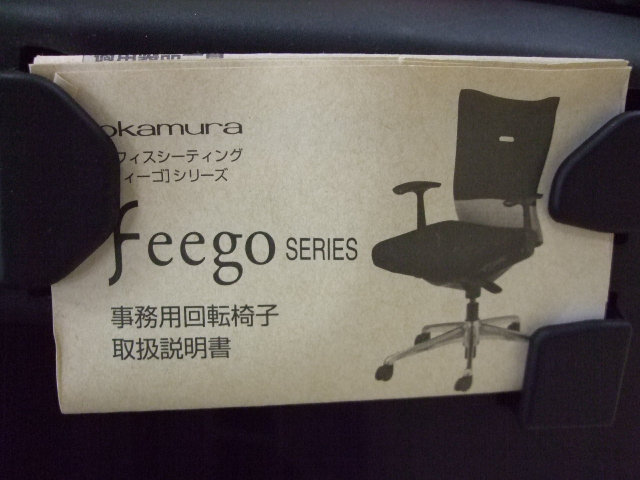 okamura
フィスシーティング
ィーゴ]シリーズ
feego SERIES
事務用回転椅子
取扱説明書